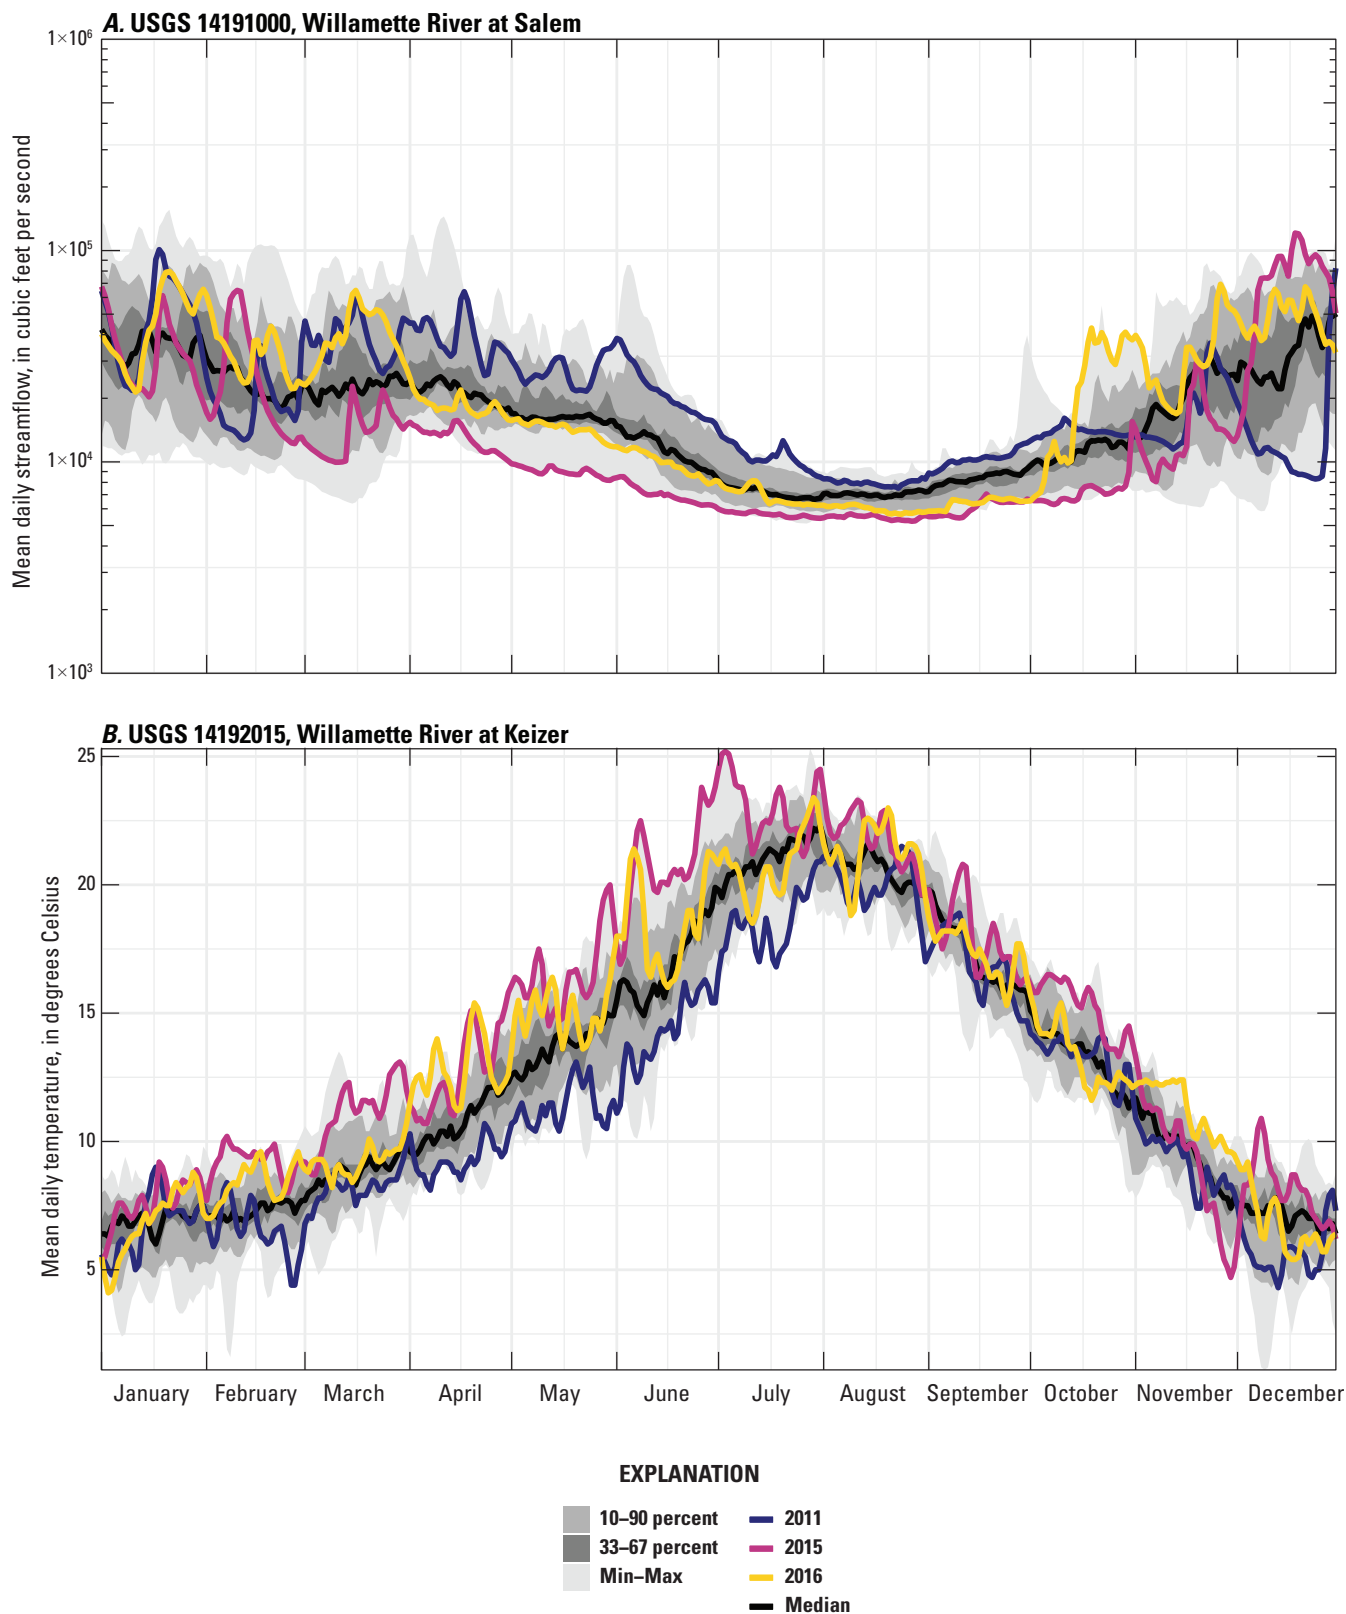 A. USGS 14191000, Willamette River at Salem
1×10⁶
1×10⁵
1×10⁴
1×10³
Mean daily streamflow, in cubic feet per second
B. USGS 14192015, Willamette River at Keizer
25
20
15
10
5
Mean daily temperature, in degrees Celsius
January February March April May June July August September October November December
EXPLANATION
10–90 percent 2011
33–67 percent 2015
Min–Max 2016
Median